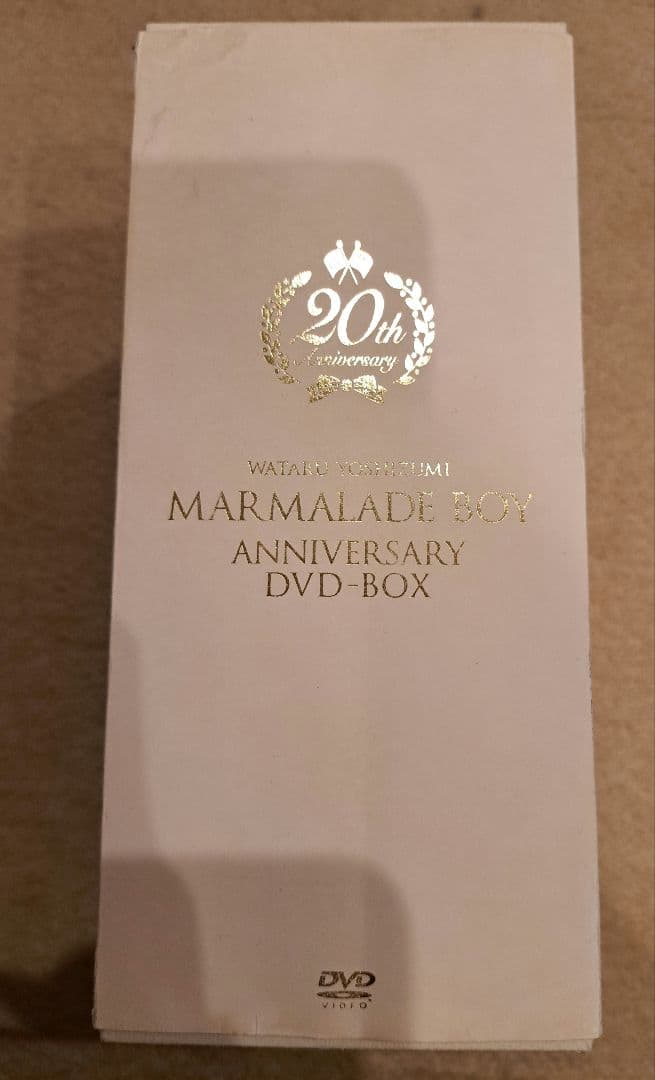 20th
Anniversary
WATARU YOSHIZUMI
MARMALADE BOY
ANNIVERSARY
DVD-BOX
DVD
VIDEO